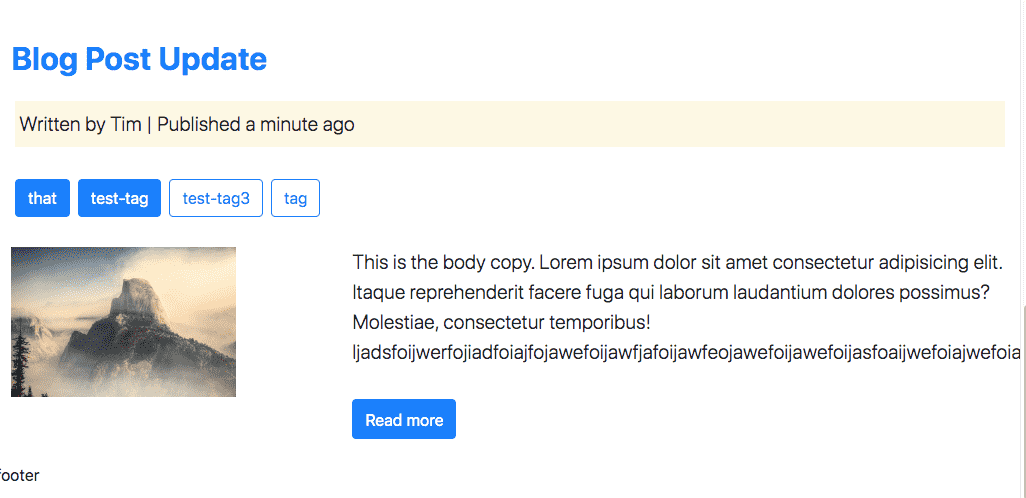 Blog Post Update
Written by Tim | Published a minute ago
that test-tag test-tag3 tag
This is the body copy. Lorem ipsum dolor sit amet consectetur adipisicing elit.
Itaque reprehenderit facere fuga qui laborum laudantium dolores possimus?
Molestiae, consectetur temporibus!
ljadsfoijwerfojiadfoiajfojawefoijawfjafoijawfeojawefoijawefoijasfoaijwefoiajwefoia
Read more
footer